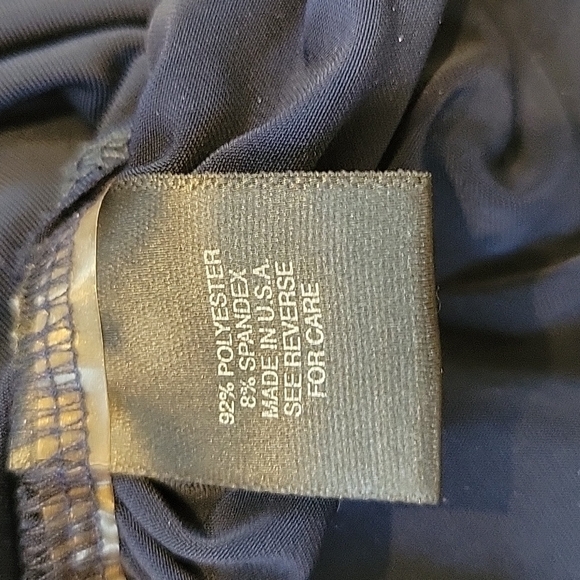 92% POLYESTER
8% SPANDEX
MADE IN U.S.A.
SEE REVERSE
FOR CARE